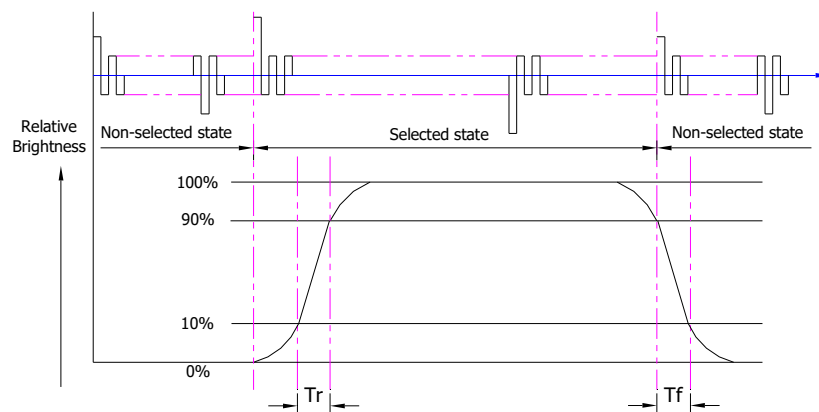 Relative
Brightness
Non-selected state
Selected state
Non-selected state
100%
90%
10%
0%
Tr
Tf